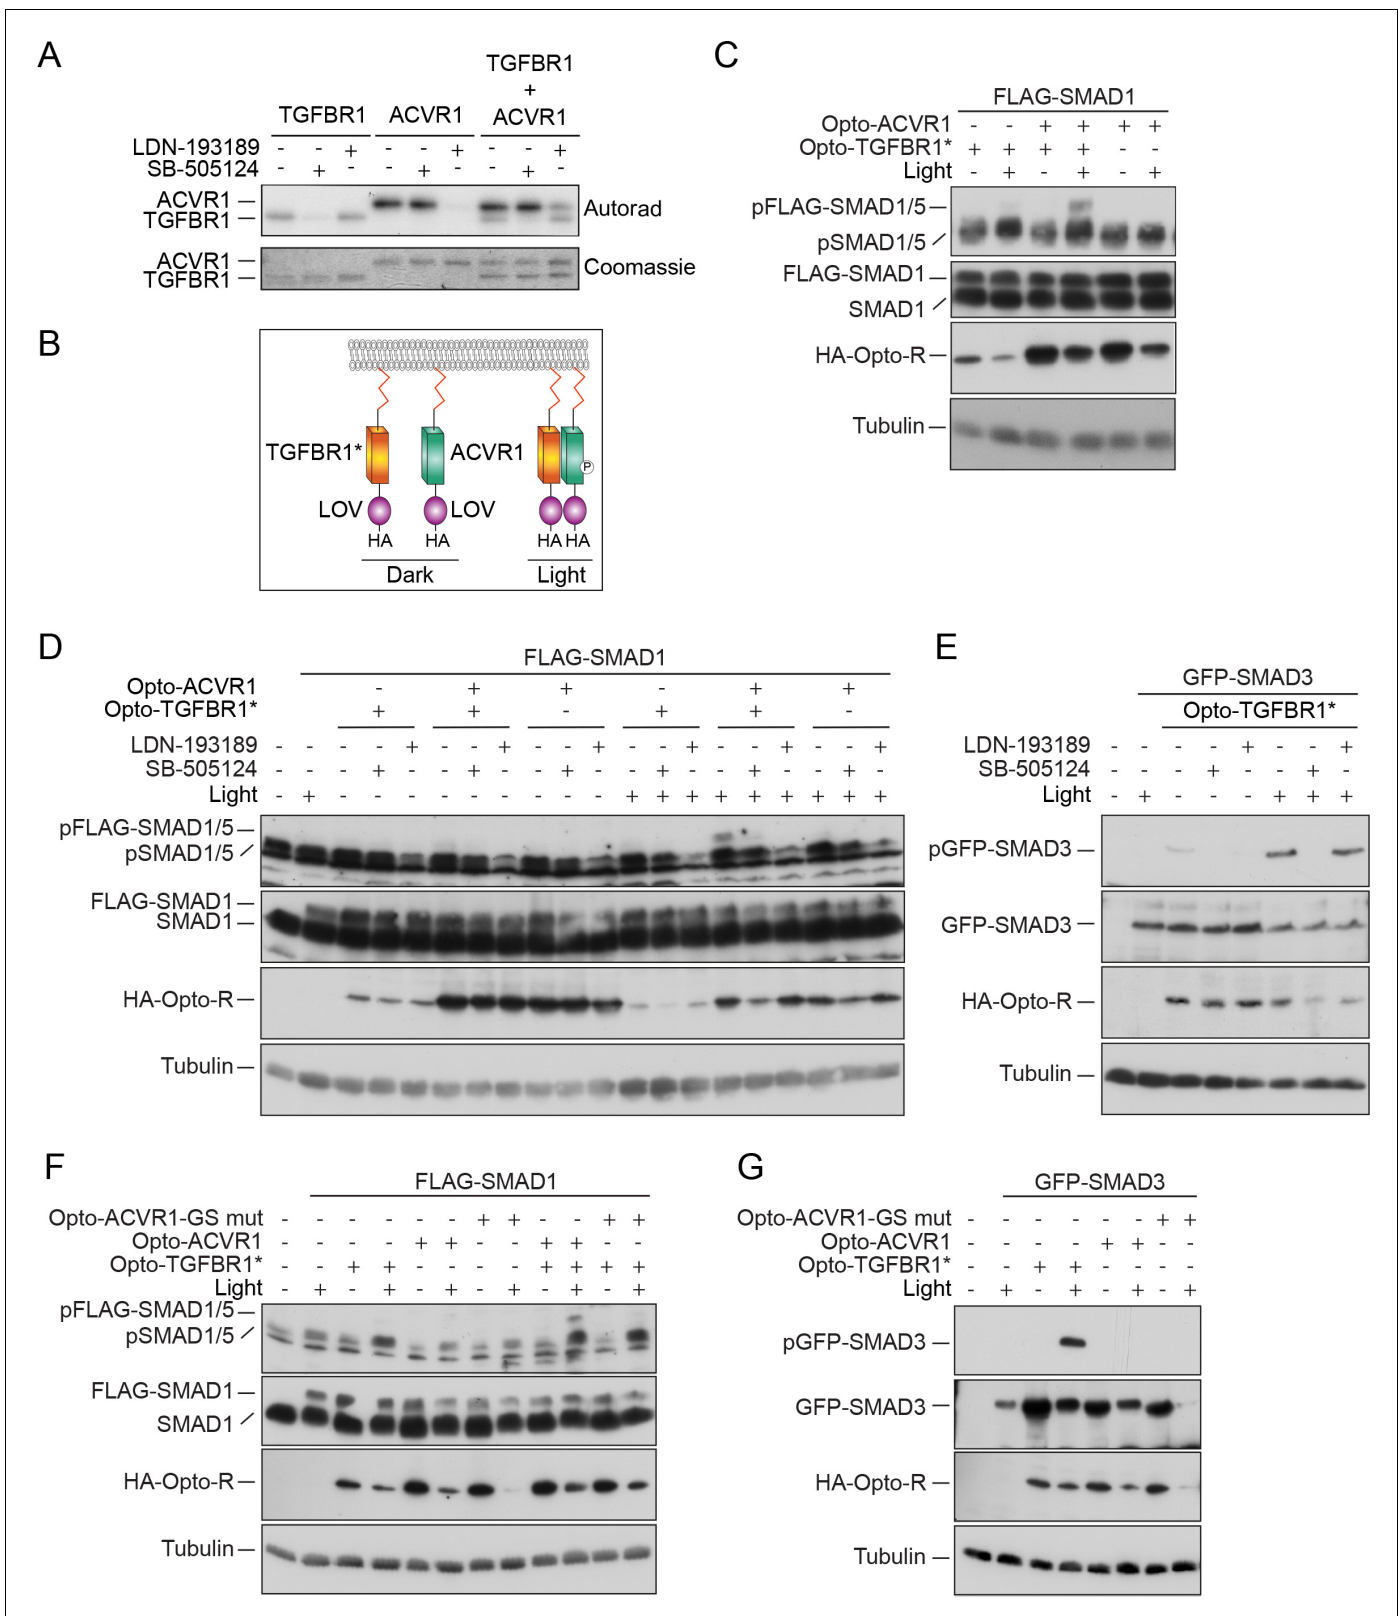 A
TGFBR1
+
TGFBR1 ACVR1 ACVR1
LDN-193189 - - + - - + - - +
SB-505124 - + - - + - - + -
ACVR1
TGFBR1
Autorad
ACVR1
TGFBR1
Coomassie
B
TGFBR1* ACVR1
P
LOV LOV
HA HA HA HA
Dark Light
C
FLAG-SMAD1
Opto-ACVR1 - - + + + +
Opto-TGFBR1* + + + + - -
Light - + - + - +
pFLAG-SMAD1/5
pSMAD1/5
FLAG-SMAD1
SMAD1
HA-Opto-R
Tubulin
D
FLAG-SMAD1
Opto-ACVR1 - + + - + +
Opto-TGFBR1* + + - + + -
LDN-193189 - - - - + - - + - - + - - + - - + - - +
SB-505124 - - - + - - + - - + - - + - - + - - + -
Light - + - - - - - - - - - + + + + + + + + +
pFLAG-SMAD1/5
pSMAD1/5
FLAG-SMAD1
SMAD1
HA-Opto-R
Tubulin
E
GFP-SMAD3
Opto-TGFBR1*
LDN-193189 - - - - + - - +
SB-505124 - - - + - - + -
Light - + - - - + + +
pGFP-SMAD3
GFP-SMAD3
HA-Opto-R
Tubulin
F
FLAG-SMAD1
Opto-ACVR1-GS mut - - - - - - + + - - + +
Opto-ACVR1 - - - - + + - - + + - -
Opto-TGFBR1* - - + + - - - - + + + +
Light - + - + - + - + - + - +
pFLAG-SMAD1/5
pSMAD1/5
FLAG-SMAD1
SMAD1
HA-Opto-R
Tubulin
G
GFP-SMAD3
Opto-ACVR1-GS mut - - - - - - + +
Opto-ACVR1 - - - - + + - -
Opto-TGFBR1* - - + + - - - -
Light - + - + - + - +
pGFP-SMAD3
GFP-SMAD3
HA-Opto-R
Tubulin